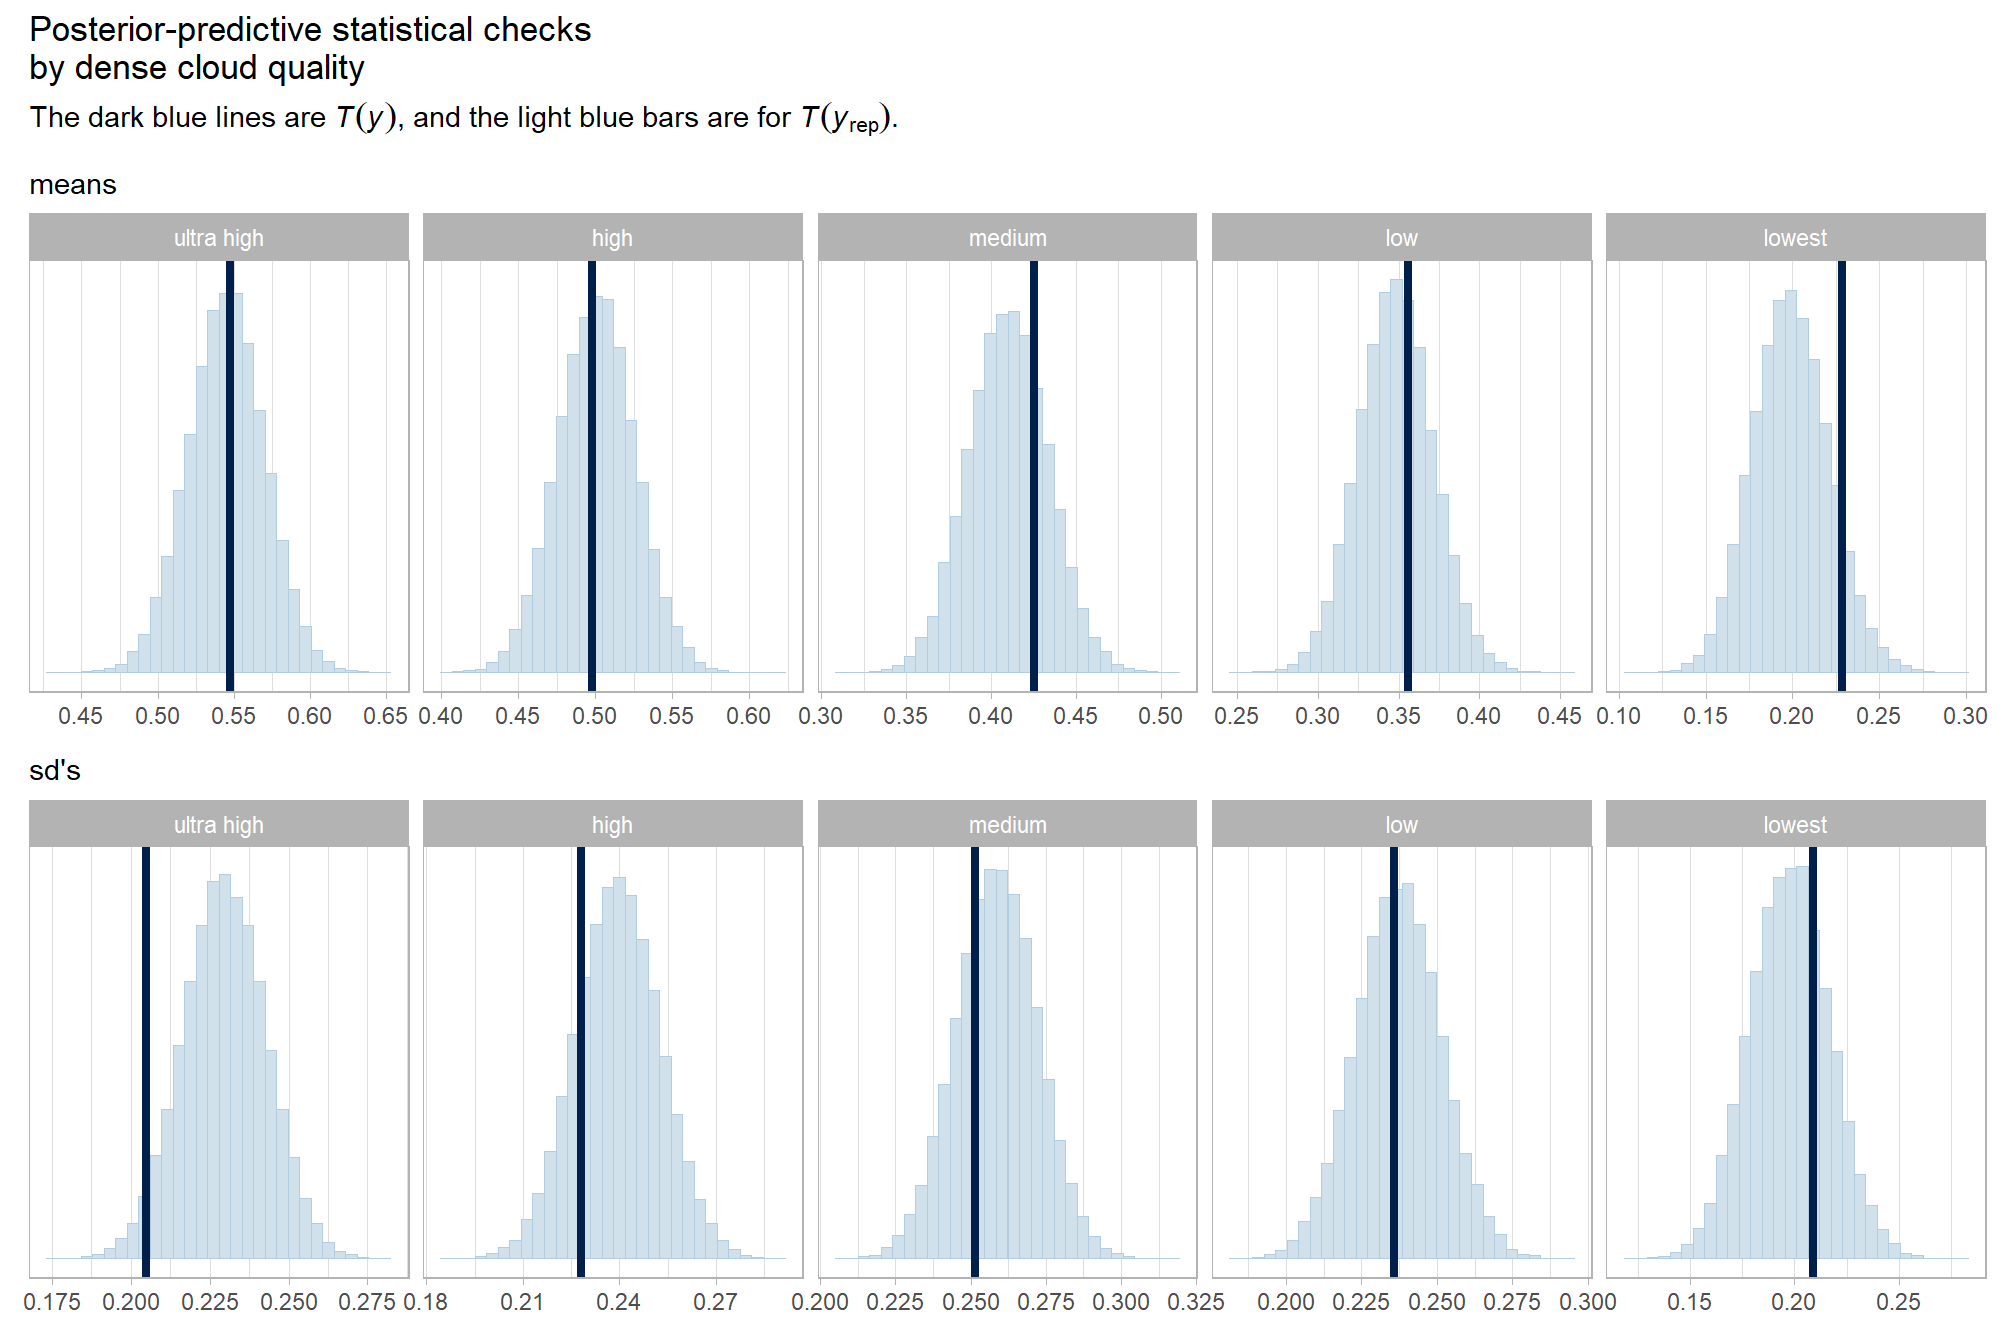 Posterior-predictive statistical checks
by dense cloud quality
The dark blue lines are T(y), and the light blue bars are for T(yrep).
means
ultra high high medium low lowest
0.45 0.50 0.55 0.60 0.65 0.40 0.45 0.50 0.55 0.60 0.30 0.35 0.40 0.45 0.50 0.25 0.30 0.35 0.40 0.45 0.10 0.15 0.20 0.25 0.30
sd's
ultra high high medium low lowest
0.175 0.200 0.225 0.250 0.275 0.18 0.21 0.24 0.27 0.200 0.225 0.250 0.275 0.300 0.325 0.200 0.225 0.250 0.275 0.300 0.15 0.20 0.25